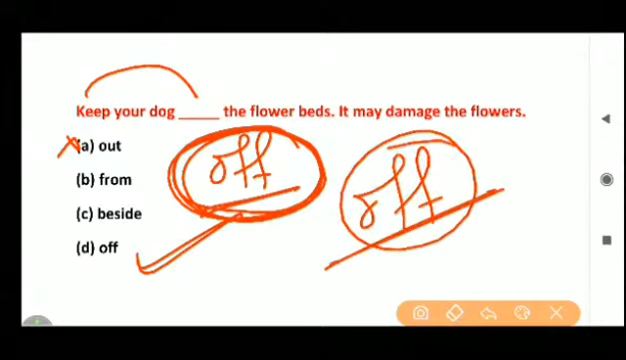 Keep your dog _____ the flower beds. It may damage the flowers.
(a) out
(b) from
(c) beside
(d) off
off
off